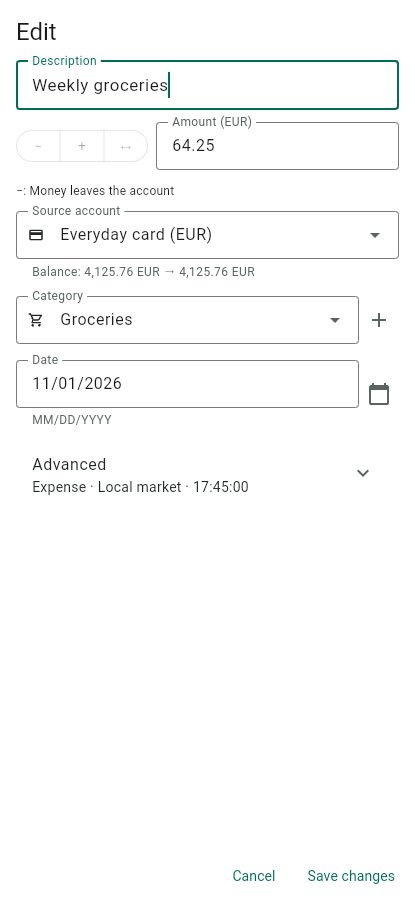 Edit
Description
Weekly groceries
− + ↔
Amount (EUR)
64.25
−: Money leaves the account
Source account
Everyday card (EUR)
Balance: 4,125.76 EUR → 4,125.76 EUR
Category
Groceries
Date
11/01/2026
MM/DD/YYYY
Advanced
Expense · Local market · 17:45:00
Cancel Save changes